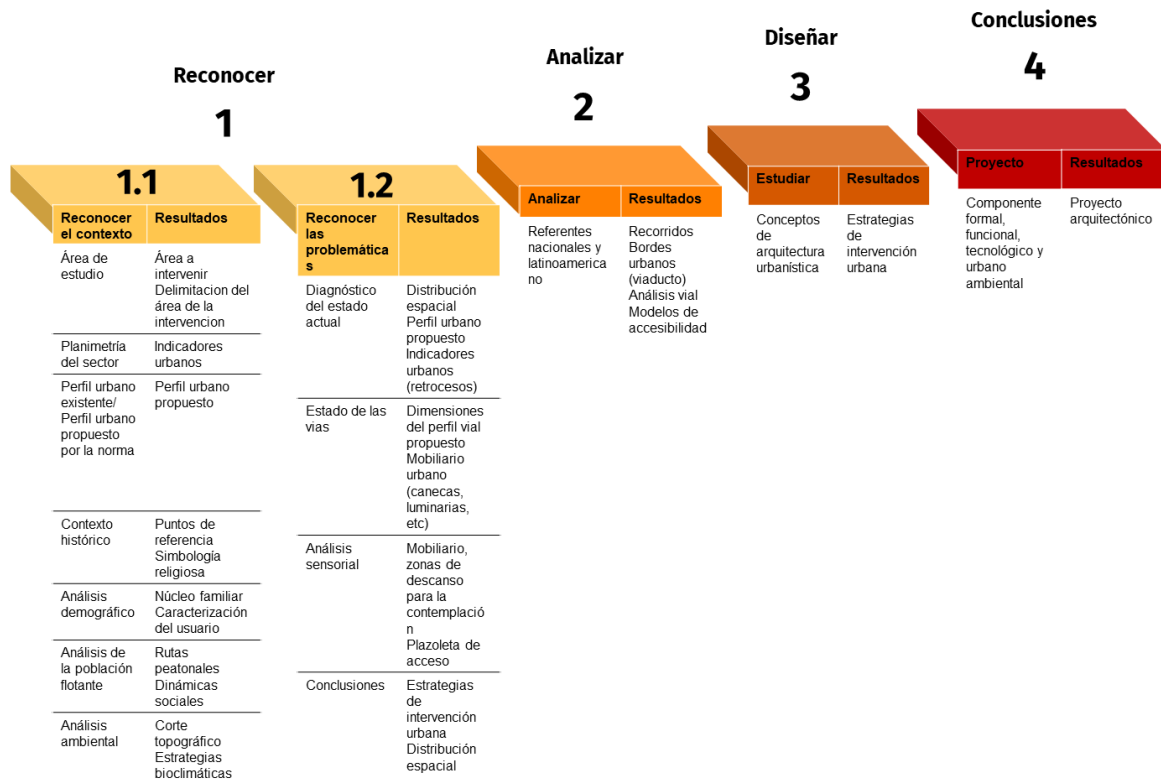 Reconocer
1
Analizar
2
Diseñar
3
Conclusiones
4
1.1
Reconocer
el contexto
Resultados
Área de
estudio
Área a
intervenir
Delimitacion del
área de la
intervencion
Planimetría
del sector
Indicadores
urbanos
Perfil urbano
existente/
Perfil urbano
propuesto
por la norma
Perfil urbano
propuesto
Contexto
histórico
Puntos de
referencia
Simbología
religiosa
Análisis
demográfico
Núcleo familiar
Caracterización
del usuario
Análisis de
la población
flotante
Rutas
peatonales
Dinámicas
sociales
Análisis
ambiental
Corte
topográfico
Estrategias
bioclimáticas
1.2
Reconocer
las
problemática
s
Resultados
Diagnóstico
del estado
actual
Distribución
espacial
Perfil urbano
propuesto
Indicadores
urbanos
(retrocesos)
Estado de las
vias
Dimensiones
del perfil vial
propuesto
Mobiliario
urbano
(canecas,
luminarias,
etc)
Análisis
sensorial
Mobiliario,
zonas de
descanso
para la
contemplació
n
Plazoleta de
acceso
Conclusiones
Estrategias
de
intervención
urbana
Distribución
espacial
Analizar
Resultados
Referentes
nacionales y
latinoamerica
no
Recorridos
Bordes
urbanos
(viaducto)
Análisis vial
Modelos de
accesibilidad
Estudiar
Resultados
Conceptos
de
arquitectura
urbanística
Estrategias
de
intervención
urbana
Proyecto
Resultados
Componente
formal,
funcional,
tecnológico y
urbano
ambiental
Proyecto
arquitectónico